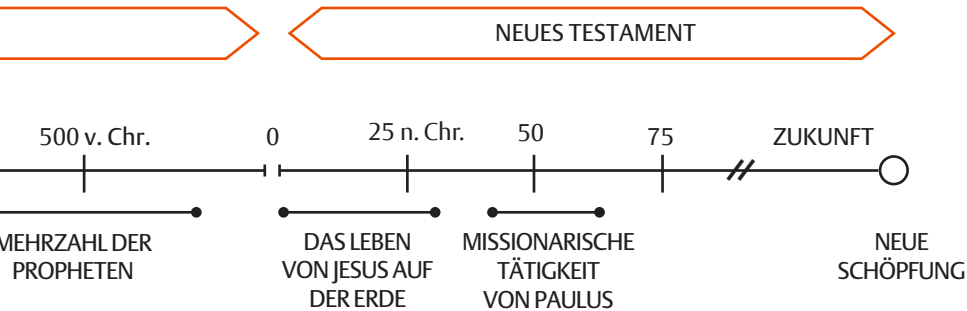 NEUES TESTAMENT
500 v. Chr.
0
25 n. Chr.
50
75
ZUKUNFT
MEHRZAHL DER
PROPHETEN
DAS LEBEN
VON JESUS AUF
DER ERDE
MISSIONARISCHE
TÄTIGKEIT
VON PAULUS
NEUE
SCHÖPFUNG